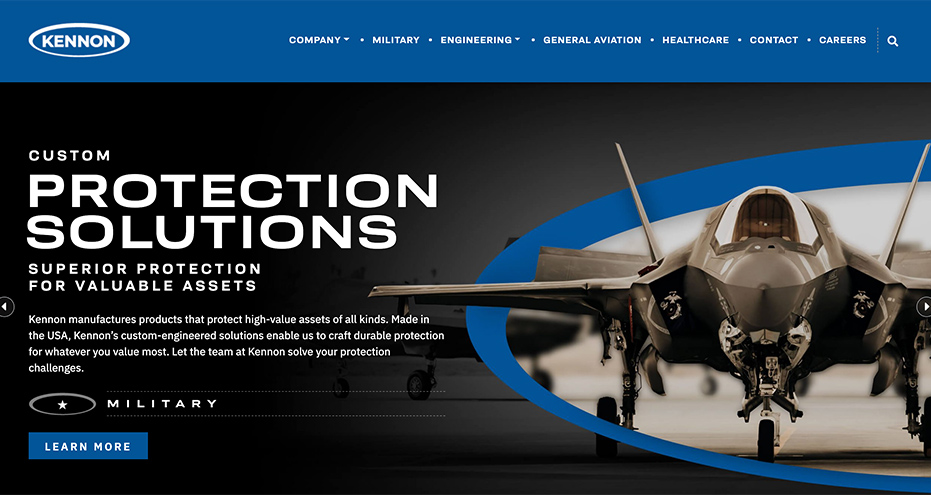 KENNON
COMPANY • MILITARY • ENGINEERING • GENERAL AVIATION • HEALTHCARE • CONTACT • CAREERS
CUSTOM
PROTECTION
SOLUTIONS
SUPERIOR PROTECTION
FOR VALUABLE ASSETS
Kennon manufactures products that protect high-value assets of all kinds. Made in
the USA, Kennon's custom-engineered solutions enable us to craft durable protection
for whatever you value most. Let the team at Kennon solve your protection
challenges.
MILITARY
LEARN MORE